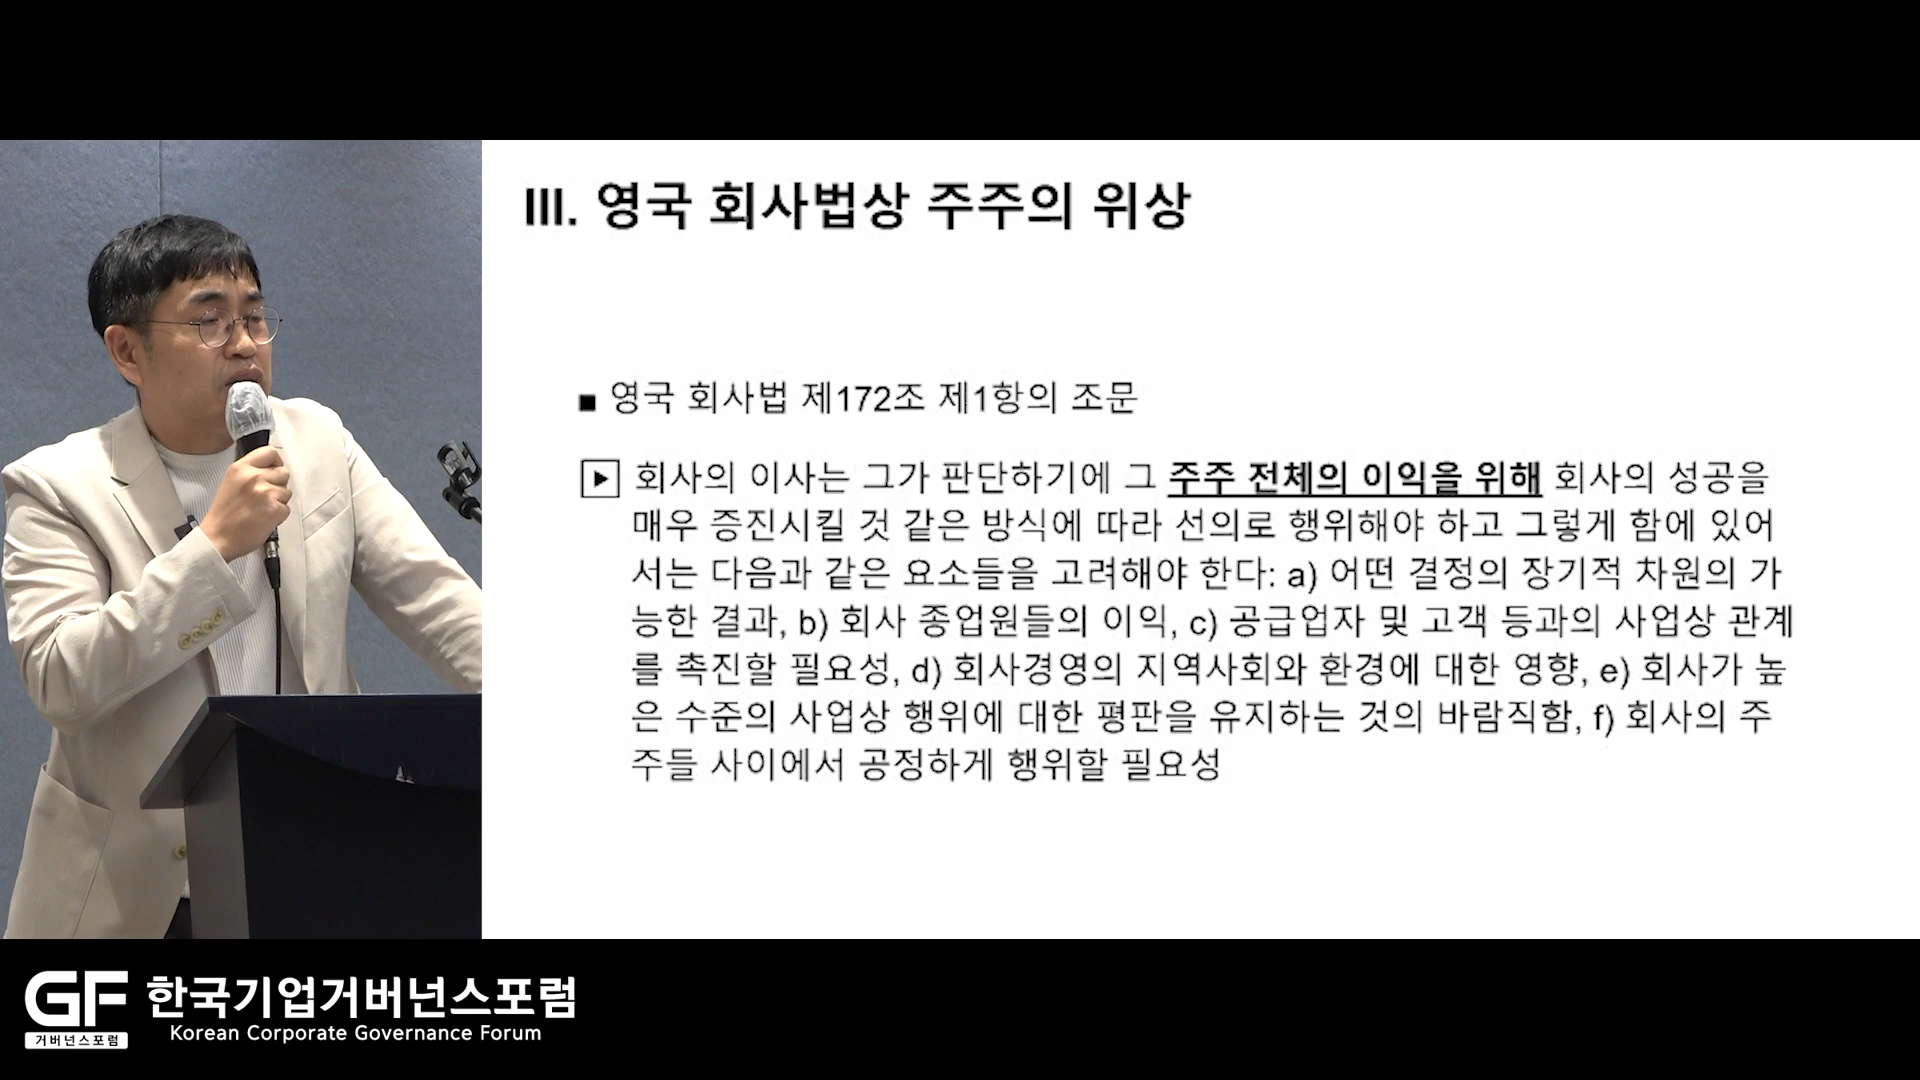 III. 영국 회사법상 주주의 위상
■ 영국 회사법 제172조 제1항의 조문
회사의 이사는 그가 판단하기에 그 주주 전체의 이익을 위해 회사의 성공을
매우 증진시킬 것 같은 방식에 따라 선의로 행위해야 하고 그렇게 함에 있어
서는 다음과 같은 요소들을 고려해야 한다: a) 어떤 결정의 장기적 차원의 가
능한 결과, b) 회사 종업원들의 이익, c) 공급업자 및 고객 등과의 사업상 관계
를 촉진할 필요성, d) 회사경영의 지역사회와 환경에 대한 영향, e) 회사가 높
은 수준의 사업상 행위에 대한 평판을 유지하는 것의 바람직함, f) 회사의 주
주들 사이에서 공정하게 행위할 필요성
GF 한국기업거버넌스포럼
거버넌스포럼 Korean Corporate Governance Forum